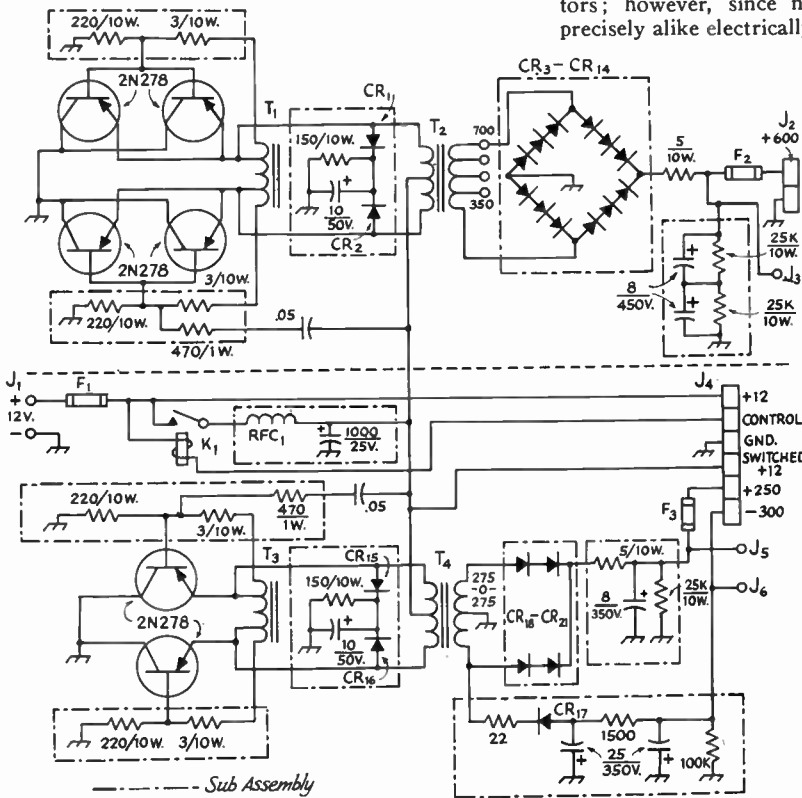 tors; however, since n
precisely alike electrically
220/10W.
3/10W.
2N278
T1
CR1
150/10W.
10
50V.
CR2
T2
700
350
CR3-CR14
5
10W.
F2
J2
+600
25K
10W.
J3
8
450V.
25K
10W.
2N278
3/10W.
220/10W.
470/1W.
.05
J1
+
12V.
-
F1
K1
RFC1
1000
25V.
J4
+12
CONTROL
GND.
SWITCHED
+12
+250
-300
F3
J5
J6
220/10W.
3/10W.
470
1W.
.05
2N278
T3
CR15
150/10W.
10
50V.
CR16
T4
275
-0-
275
CR18-CR21
5/10W.
8
350V.
25K
10W.
220/10W.
3/10W.
22
CR17
1500
25
350V.
100K
Sub Assembly